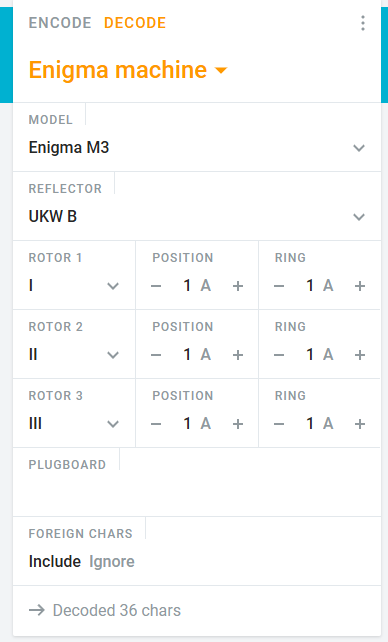 ENCODE DECODE
Enigma machine
MODEL
Enigma M3
REFLECTOR
UKW B
ROTOR 1 POSITION RING
I − 1 A + − 1 A +
ROTOR 2 POSITION RING
II − 1 A + − 1 A +
ROTOR 3 POSITION RING
III − 1 A + − 1 A +
PLUGBOARD
FOREIGN CHARS
Include Ignore
→ Decoded 36 chars